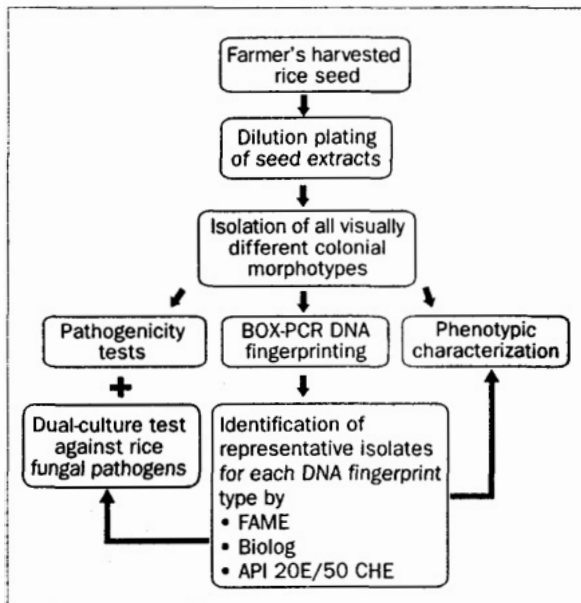 Farmer's harvested
rice seed
Dilution plating
of seed extracts
Isolation of all visually
different colonial
morphotypes
Pathogenicity
tests
+
Dual-culture test
against rice
fungal pathogens
BOX-PCR DNA
fingerprinting
Identification of
representative isolates
for each DNA fingerprint
type by
• FAME
• Biolog
• API 20E/50 CHE
Phenotypic
characterization